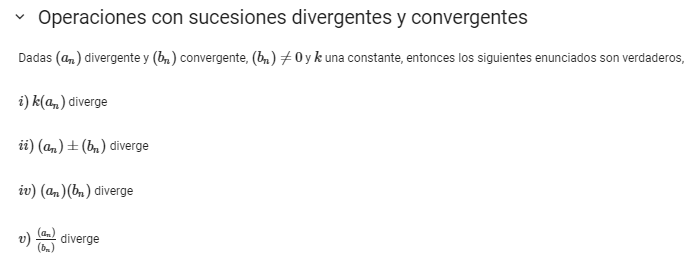 Operaciones con sucesiones divergentes y convergentes
Dadas (aₙ) divergente y (bₙ) convergente, (bₙ) ≠ 0 y k una constante, entonces los siguientes enunciados son verdaderos,
i) k(aₙ) diverge
ii) (aₙ) ± (bₙ) diverge
iv) (aₙ)(bₙ) diverge
v) (aₙ)/(bₙ) diverge